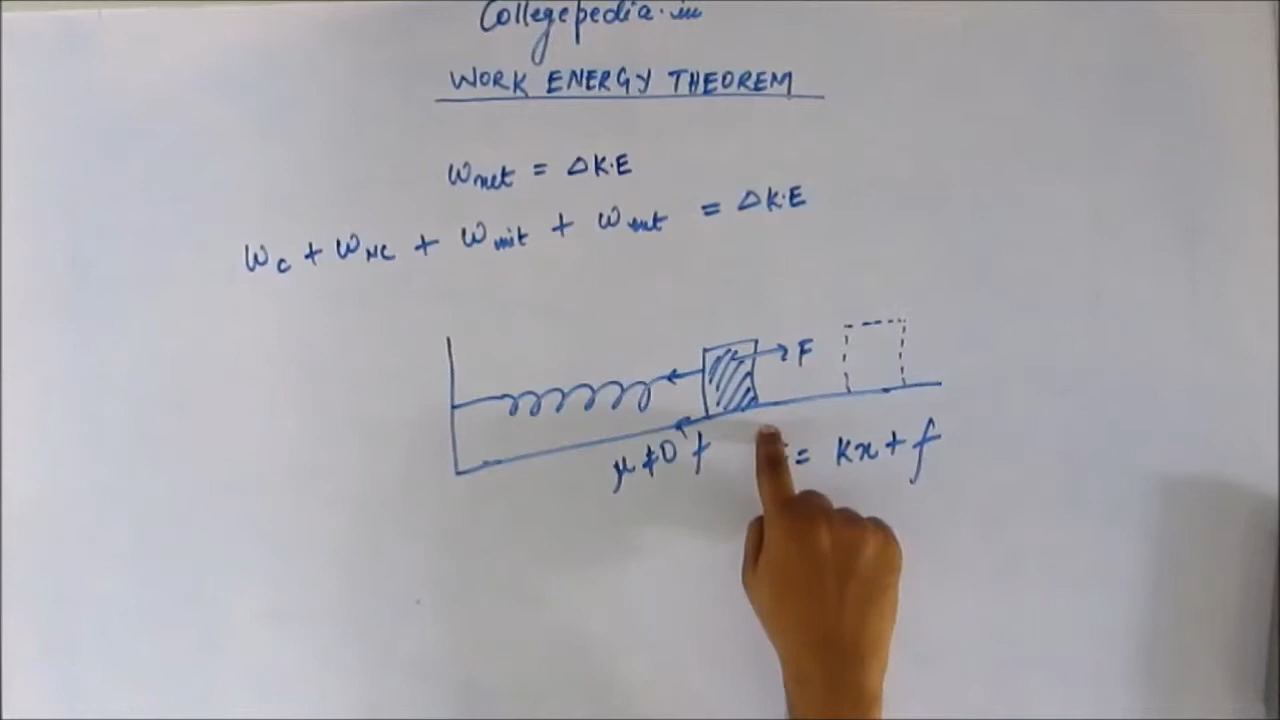 Collegepedia.in
WORK ENERGY THEOREM
Wnet = ΔK.E
Wc + WNC + Wint + Wext = ΔK.E
F
μ≠0 f
= kx + f